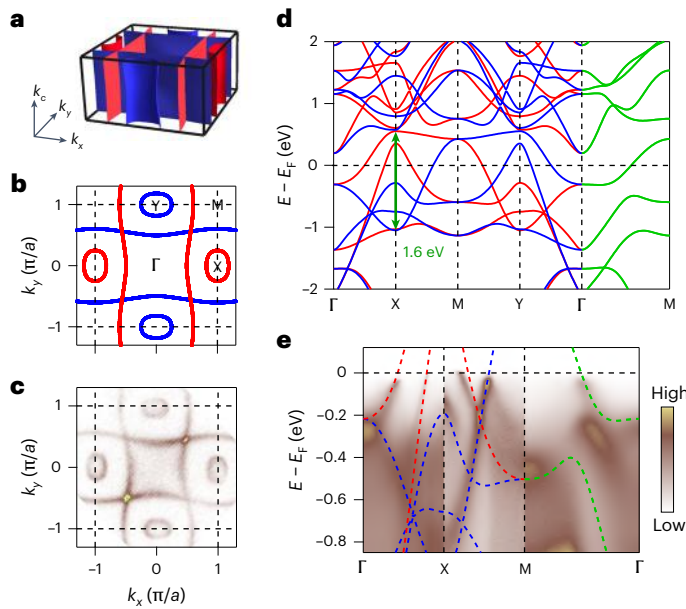 a
k_c
k_y
k_x
b
k_y (π/a)
1
0
−1
Y
M
Γ
X
c
k_y (π/a)
1
0
−1
−1
0
1
k_x (π/a)
d
E − E_F (eV)
2
1
0
−1
−2
1.6 eV
Γ
X
M
Y
Γ
M
e
E − E_F (eV)
0
−0.2
−0.4
−0.6
−0.8
Γ
X
M
Γ
High
Low